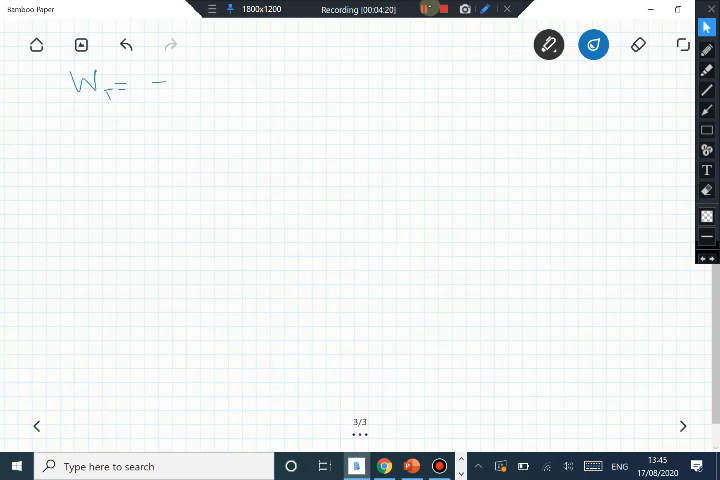 Bamboo Paper
1800x1200
Recording [00:04:20]
W_T = -
T
3/3
Type here to search
ENG
13:45
17/08/2020